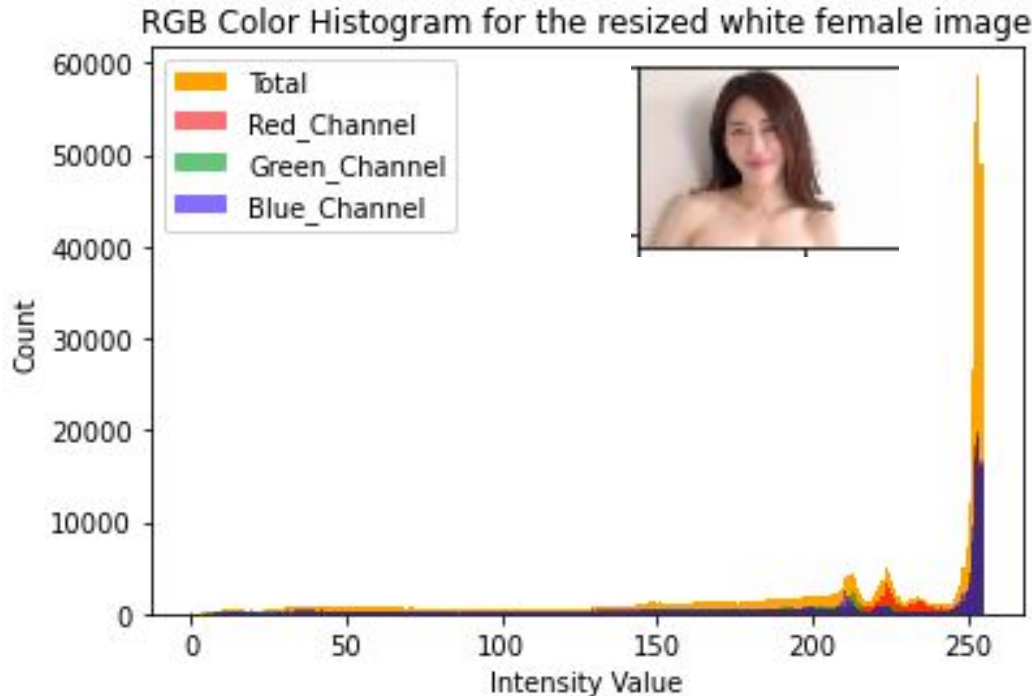 RGB Color Histogram for the resized white female image
Total
Red_Channel
Green_Channel
Blue_Channel
60000
50000
40000
30000
20000
10000
0
Count
0 50 100 150 200 250
Intensity Value